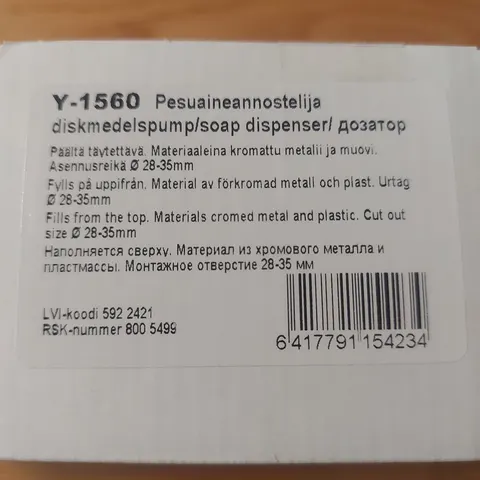 Y-1560 Pesuaineannostelija
diskmedelspump/soap dispenser/ дозатор
Päältä täytettävä. Materiaaleina kromattu metalii ja muovi.
Asennusreikä Ø 28-35mm
Fylls på uppifrån. Material av förkromad metall och plast. Urtag
Ø 28-35mm
Fills from the top. Materials cromed metal and plastic. Cut out
size Ø 28-35mm
Наполняется сверху. Материал из хромового металла и
пластмассы. Монтажное отверстие 28-35 мм
LVI-koodi 592 2421
RSK-nummer 800 5499
6 417791 154234